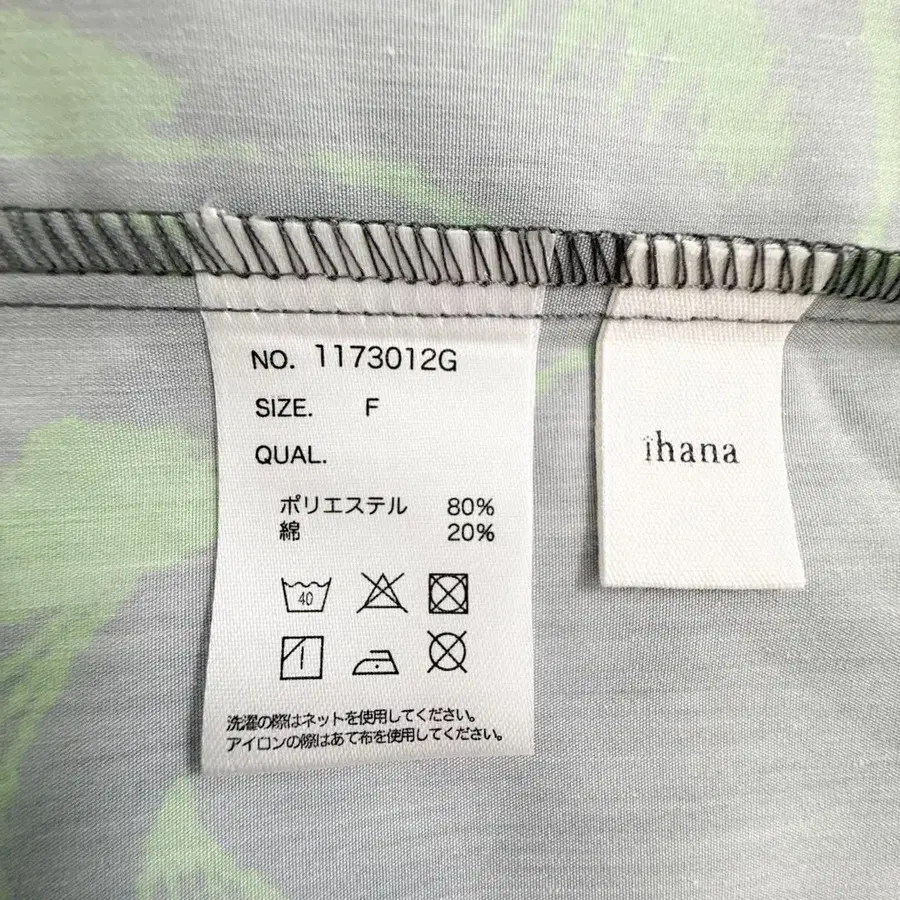 NO. 1173012G
SIZE. F
QUAL.
ポリエステル 80%
綿 20%
40
洗濯の際はネットを使用してください。
アイロンの際はあて布を使用してください。
ihana